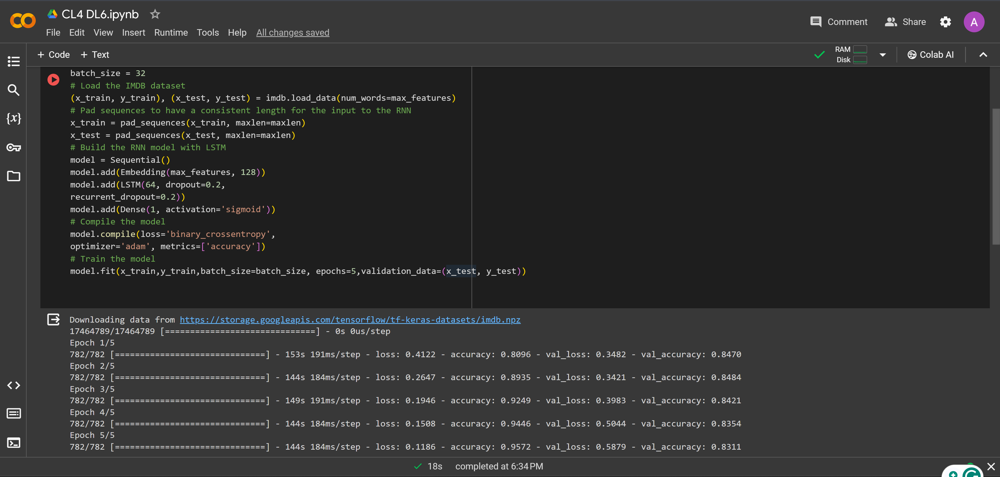 CL4 DL6.ipynb
File Edit View Insert Runtime Tools Help All changes saved
Comment Share A
+ Code + Text
RAM
Disk
Colab AI
{x}
batch_size = 32
# Load the IMDB dataset
(x_train, y_train), (x_test, y_test) = imdb.load_data(num_words=max_features)
# Pad sequences to have a consistent length for the input to the RNN
x_train = pad_sequences(x_train, maxlen=maxlen)
x_test = pad_sequences(x_test, maxlen=maxlen)
# Build the RNN model with LSTM
model = Sequential()
model.add(Embedding(max_features, 128))
model.add(LSTM(64, dropout=0.2,
recurrent_dropout=0.2))
model.add(Dense(1, activation='sigmoid'))
# Compile the model
model.compile(loss='binary_crossentropy',
optimizer='adam', metrics=['accuracy'])
# Train the model
model.fit(x_train,y_train,batch_size=batch_size, epochs=5,validation_data=(x_test, y_test))
Downloading data from https://storage.googleapis.com/tensorflow/tf-keras-datasets/imdb.npz
17464789/17464789 [==============================] - 0s 0us/step
Epoch 1/5
782/782 [==============================] - 153s 191ms/step - loss: 0.4122 - accuracy: 0.8096 - val_loss: 0.3482 - val_accuracy: 0.8470
Epoch 2/5
782/782 [==============================] - 144s 184ms/step - loss: 0.2647 - accuracy: 0.8935 - val_loss: 0.3421 - val_accuracy: 0.8484
Epoch 3/5
782/782 [==============================] - 149s 191ms/step - loss: 0.1946 - accuracy: 0.9249 - val_loss: 0.3983 - val_accuracy: 0.8421
Epoch 4/5
782/782 [==============================] - 144s 184ms/step - loss: 0.1508 - accuracy: 0.9446 - val_loss: 0.5044 - val_accuracy: 0.8354
Epoch 5/5
782/782 [==============================] - 144s 184ms/step - loss: 0.1186 - accuracy: 0.9572 - val_loss: 0.5879 - val_accuracy: 0.8311
18s completed at 6:34 PM